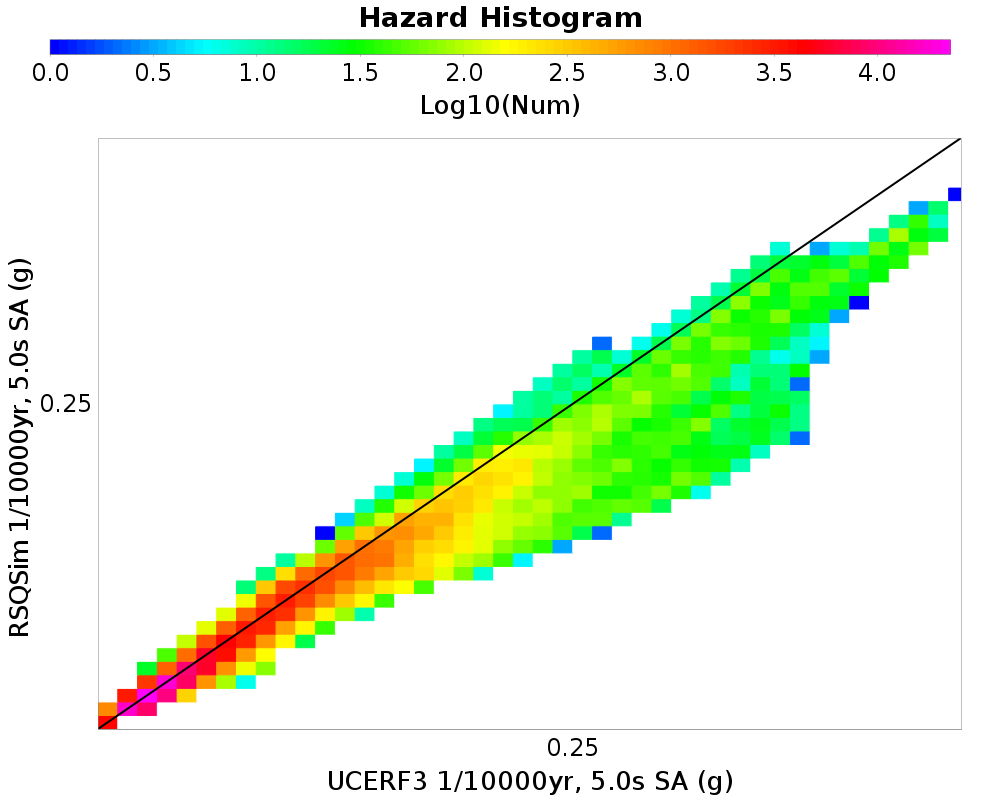 Hazard Histogram
0.0 0.5 1.0 1.5 2.0 2.5 3.0 3.5 4.0
Log10(Num)
RSQSim 1/10000yr, 5.0s SA (g)
0.25
0.25
UCERF3 1/10000yr, 5.0s SA (g)